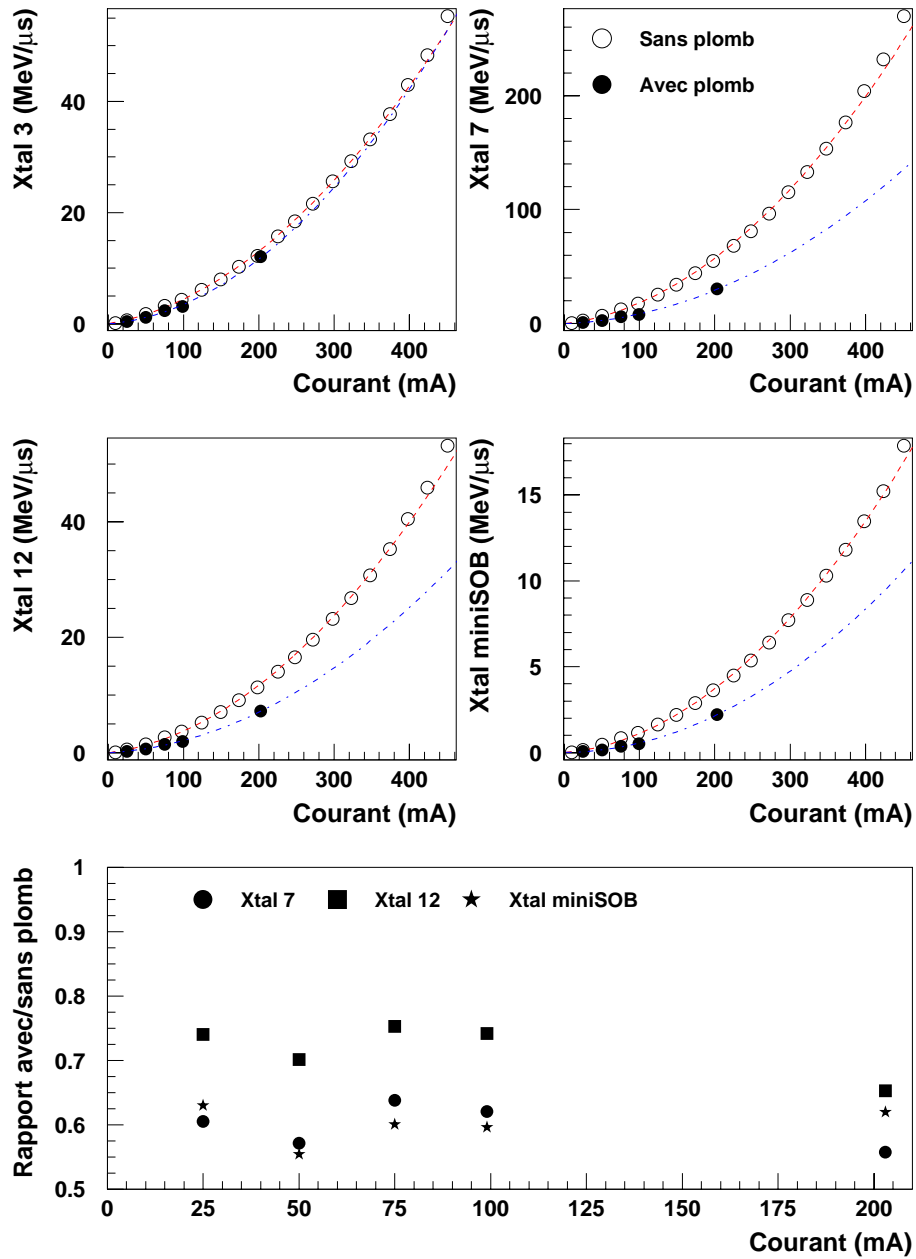 Xtal 3 (MeV/μs)
40
20
0
0 100 200 300 400
Courant (mA)
Xtal 7 (MeV/μs)
Sans plomb
Avec plomb
200
100
0
0 100 200 300 400
Courant (mA)
Xtal 12 (MeV/μs)
40
20
0
0 100 200 300 400
Courant (mA)
Xtal miniSOB (MeV/μs)
15
10
5
0
0 100 200 300 400
Courant (mA)
Rapport avec/sans plomb
1
0.9
0.8
0.7
0.6
0.5
Xtal 7 Xtal 12 Xtal miniSOB
0 25 50 75 100 125 150 175 200
Courant (mA)